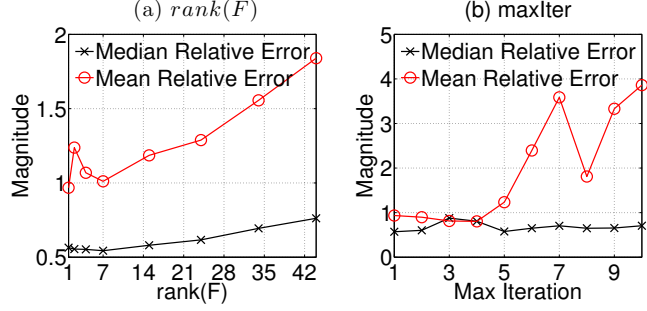 (a) rank(F)
(b) maxIter
2
1.5
1
0.5
Magnitude
Median Relative Error
Mean Relative Error
1 7 14 21 28 35 42
rank(F)
5
4
3
2
1
0
Magnitude
Median Relative Error
Mean Relative Error
1 3 5 7 9
Max Iteration